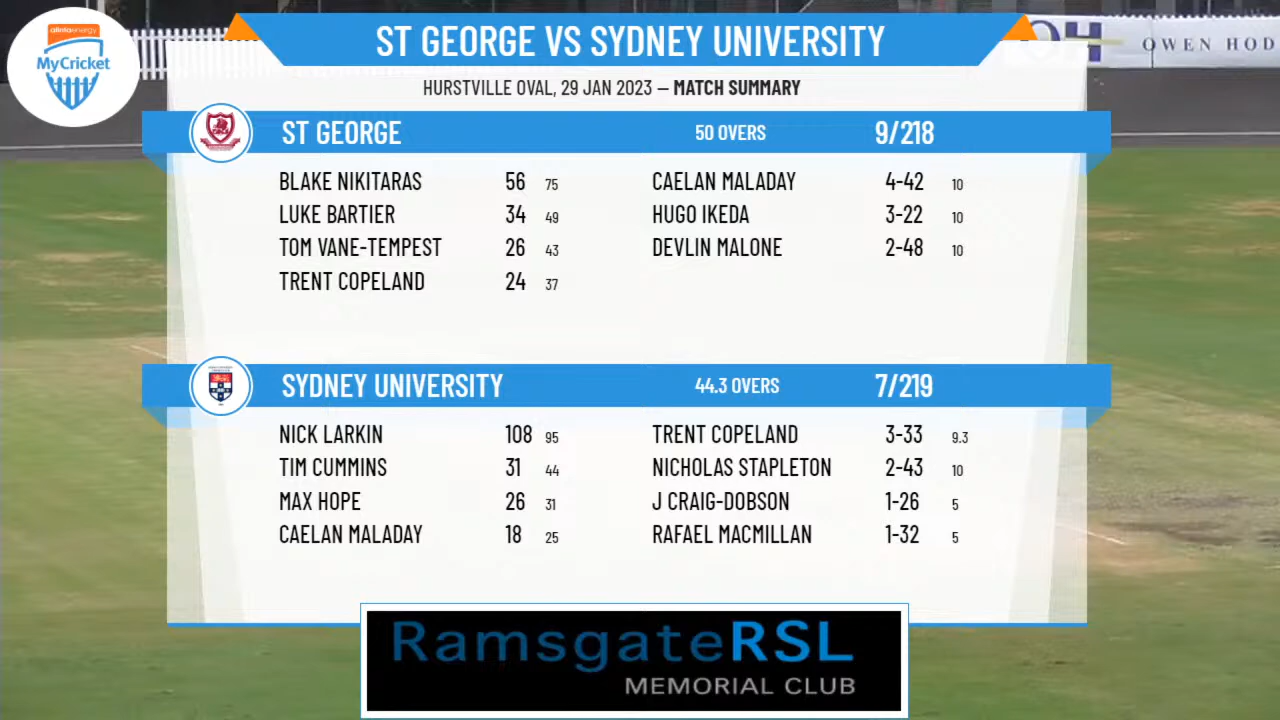 alintaenergy
MyCricket
ST GEORGE VS SYDNEY UNIVERSITY
OWEN HOD
HURSTVILLE OVAL, 29 JAN 2023 – MATCH SUMMARY
ST GEORGE 50 OVERS 9/218
BLAKE NIKITARAS 56 75 CAELAN MALADAY 4-42 10
LUKE BARTIER 34 49 HUGO IKEDA 3-22 10
TOM VANE-TEMPEST 26 43 DEVLIN MALONE 2-48 10
TRENT COPELAND 24 37
SYDNEY UNIVERSITY 44.3 OVERS 7/219
NICK LARKIN 108 95 TRENT COPELAND 3-33 9.3
TIM CUMMINS 31 44 NICHOLAS STAPLETON 2-43 10
MAX HOPE 26 31 J CRAIG-DOBSON 1-26 5
CAELAN MALADAY 18 25 RAFAEL MACMILLAN 1-32 5
RamsgateRSL
MEMORIAL CLUB